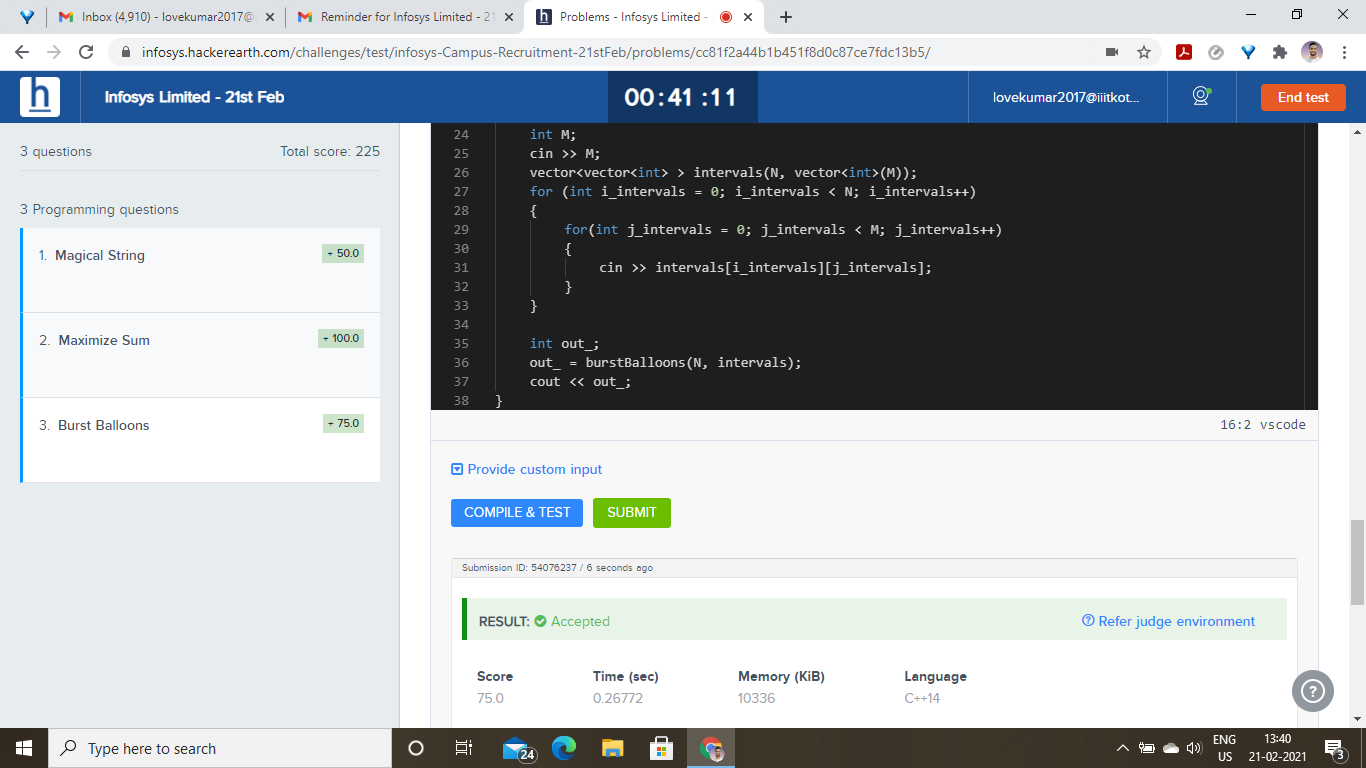 Inbox (4,910) - lovekumar2017@
Reminder for Infosys Limited - 21
Problems - Infosys Limited -
infosys.hackerearth.com/challenges/test/infosys-Campus-Recruitment-21stFeb/problems/cc81f2a44b1b451f8d0c87ce7fdc13b5/
h
Infosys Limited - 21st Feb
00:41 :11
lovekumar2017@iiitkot...
End test
3 questions
Total score: 225
3 Programming questions
1. Magical String
+ 50.0
2. Maximize Sum
+ 100.0
3. Burst Balloons
+ 75.0
24 int M;
25 cin >> M;
26 vector<vector<int> > intervals(N, vector<int>(M));
27 for (int i_intervals = 0; i_intervals < N; i_intervals++)
28 {
29 for(int j_intervals = 0; j_intervals < M; j_intervals++)
30 {
31 cin >> intervals[i_intervals][j_intervals];
32 }
33 }
34
35 int out_;
36 out_ = burstBalloons(N, intervals);
37 cout << out_;
38 }
16:2 vscode
Provide custom input
COMPILE & TEST
SUBMIT
Submission ID: 54076237 / 6 seconds ago
RESULT: Accepted
Refer judge environment
Score Time (sec) Memory (KiB) Language
75.0 0.26772 10336 C++14
?
Type here to search
24
ENG
US
13:40
21-02-2021
3